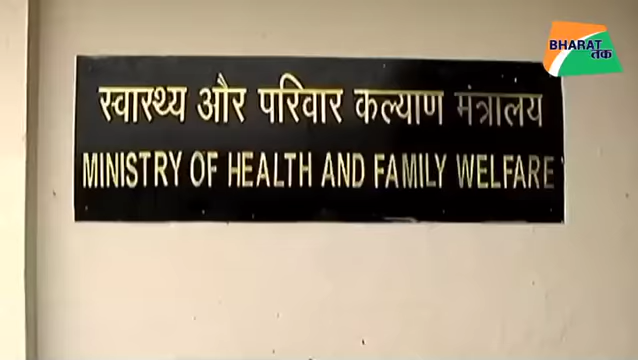 BHARAT
तक
स्वास्थ्य और परिवार कल्याण मंत्रालय
MINISTRY OF HEALTH AND FAMILY WELFARE